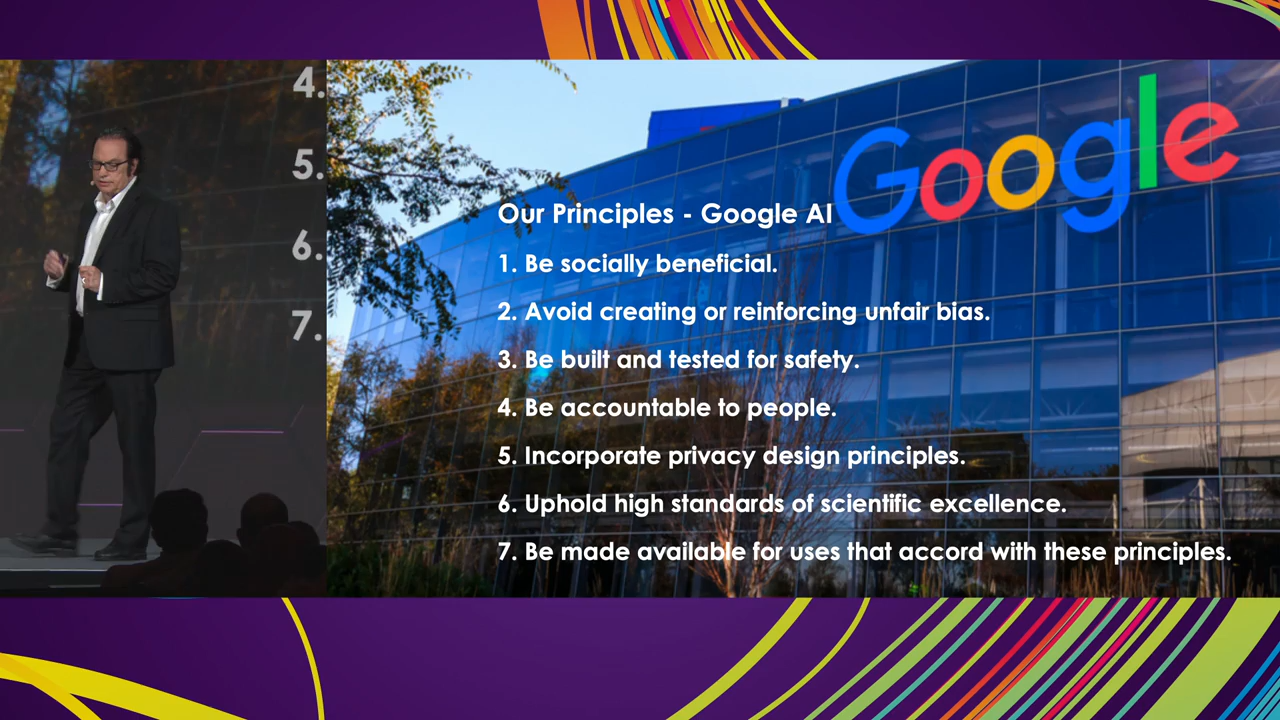 4.
5.
6.
7.
Google
Our Principles - Google AI
1. Be socially beneficial.
2. Avoid creating or reinforcing unfair bias.
3. Be built and tested for safety.
4. Be accountable to people.
5. Incorporate privacy design principles.
6. Uphold high standards of scientific excellence.
7. Be made available for uses that accord with these principles.